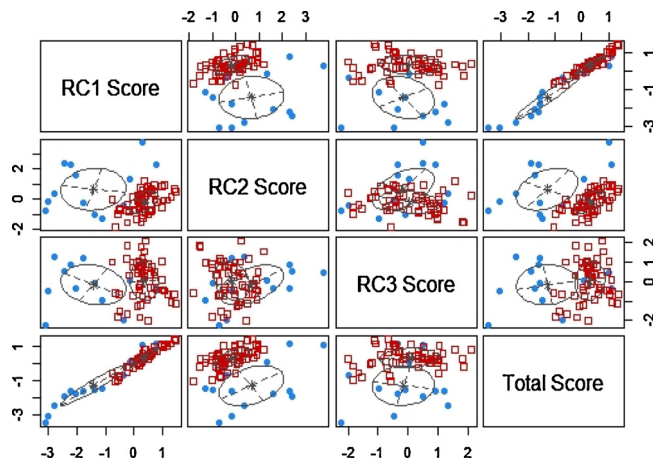 -2 -1 0 1 2 3
-2 -1 0 1
RC1 Score
-3 -1 0 1
-2 0 1 2
RC2 Score
RC3 Score
-2 0 1 2
-3 -1 1
Total Score
-3 -2 -1 0 1
-2 -1 0 1 2